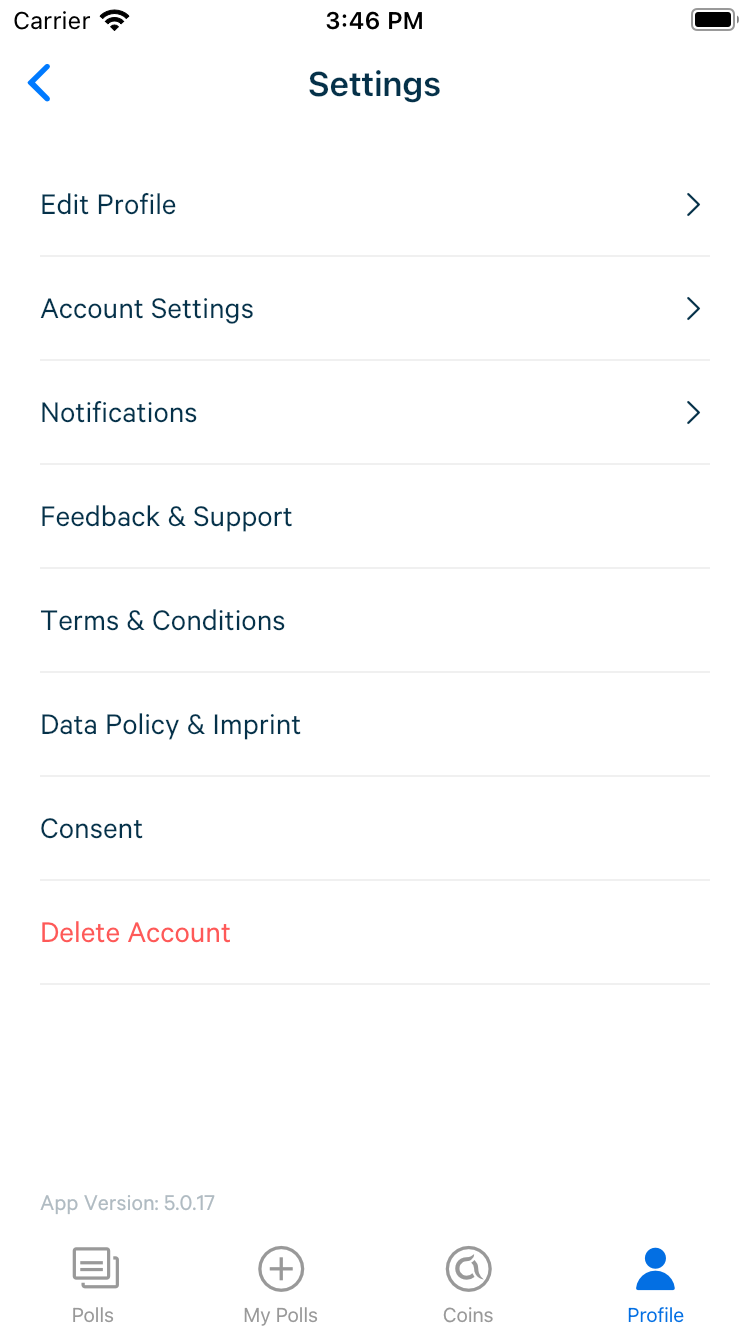 Carrier 3:46 PM
Settings
Edit Profile
Account Settings
Notifications
Feedback & Support
Terms & Conditions
Data Policy & Imprint
Consent
Delete Account
App Version: 5.0.17
Polls My Polls Coins Profile